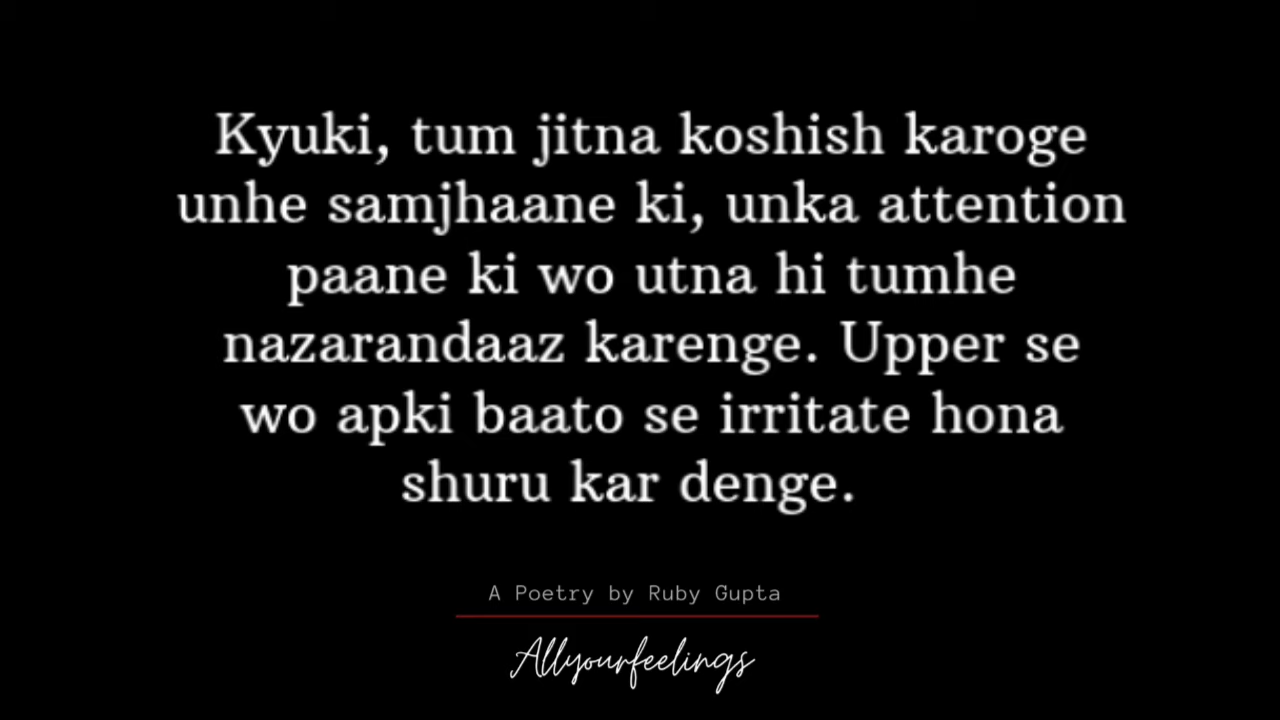 Kyuki, tum jitna koshish karoge
unhe samjhaane ki, unka attention
paane ki wo utna hi tumhe
nazarandaaz karenge. Upper se
wo apki baato se irritate hona
shuru kar denge.
A Poetry by Ruby Gupta
Allyourfeelings